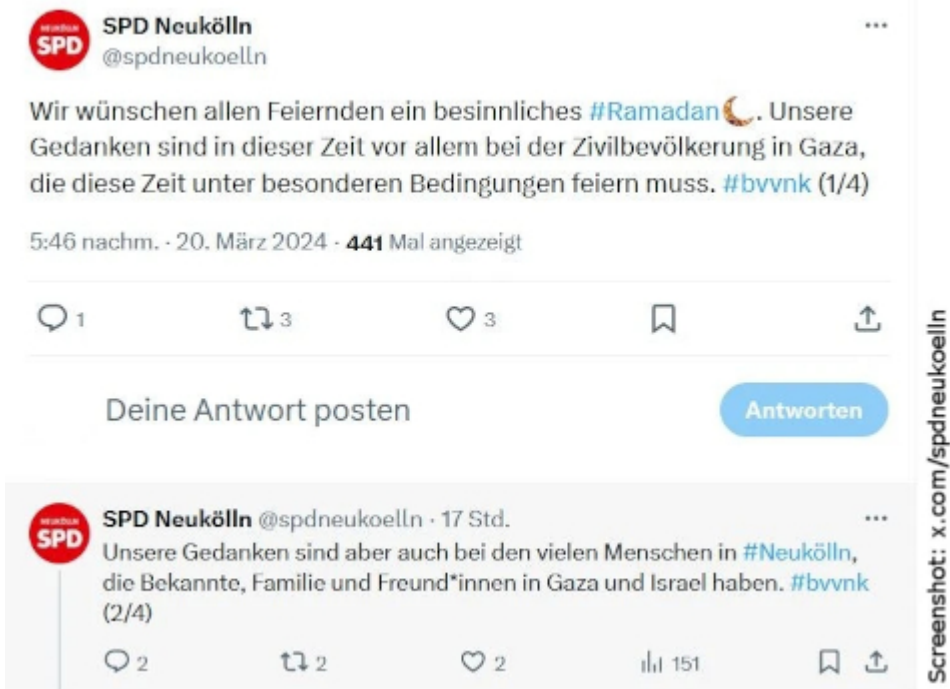 SPD Neukölln
@spdneukoelln
Wir wünschen allen Feiernden ein besinnliches #Ramadan🌙. Unsere
Gedanken sind in dieser Zeit vor allem bei der Zivilbevölkerung in Gaza,
die diese Zeit unter besonderen Bedingungen feiern muss. #bvvnk (1/4)
5:46 nachm. · 20. März 2024 · 441 Mal angezeigt
1 3 3
Deine Antwort posten Antworten
SPD Neukölln @spdneukoelln · 17 Std.
Unsere Gedanken sind aber auch bei den vielen Menschen in #Neukölln,
die Bekannte, Familie und Freund*innen in Gaza und Israel haben. #bvvnk
(2/4)
2 2 2 151
Screenshot: x.com/spdneukoelln
NEUKÖLLN
SPD
NEUKÖLLN
SPD